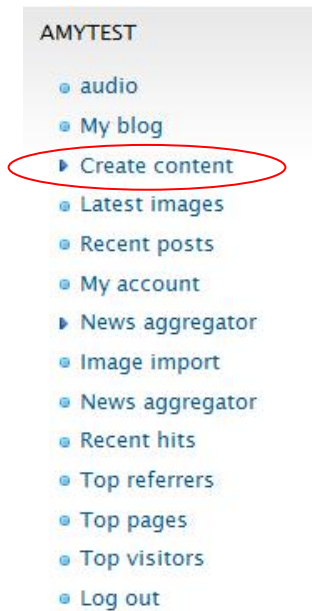 AMYTEST
audio
My blog
Create content
Latest images
Recent posts
My account
News aggregator
Image import
News aggregator
Recent hits
Top referrers
Top pages
Top visitors
Log out